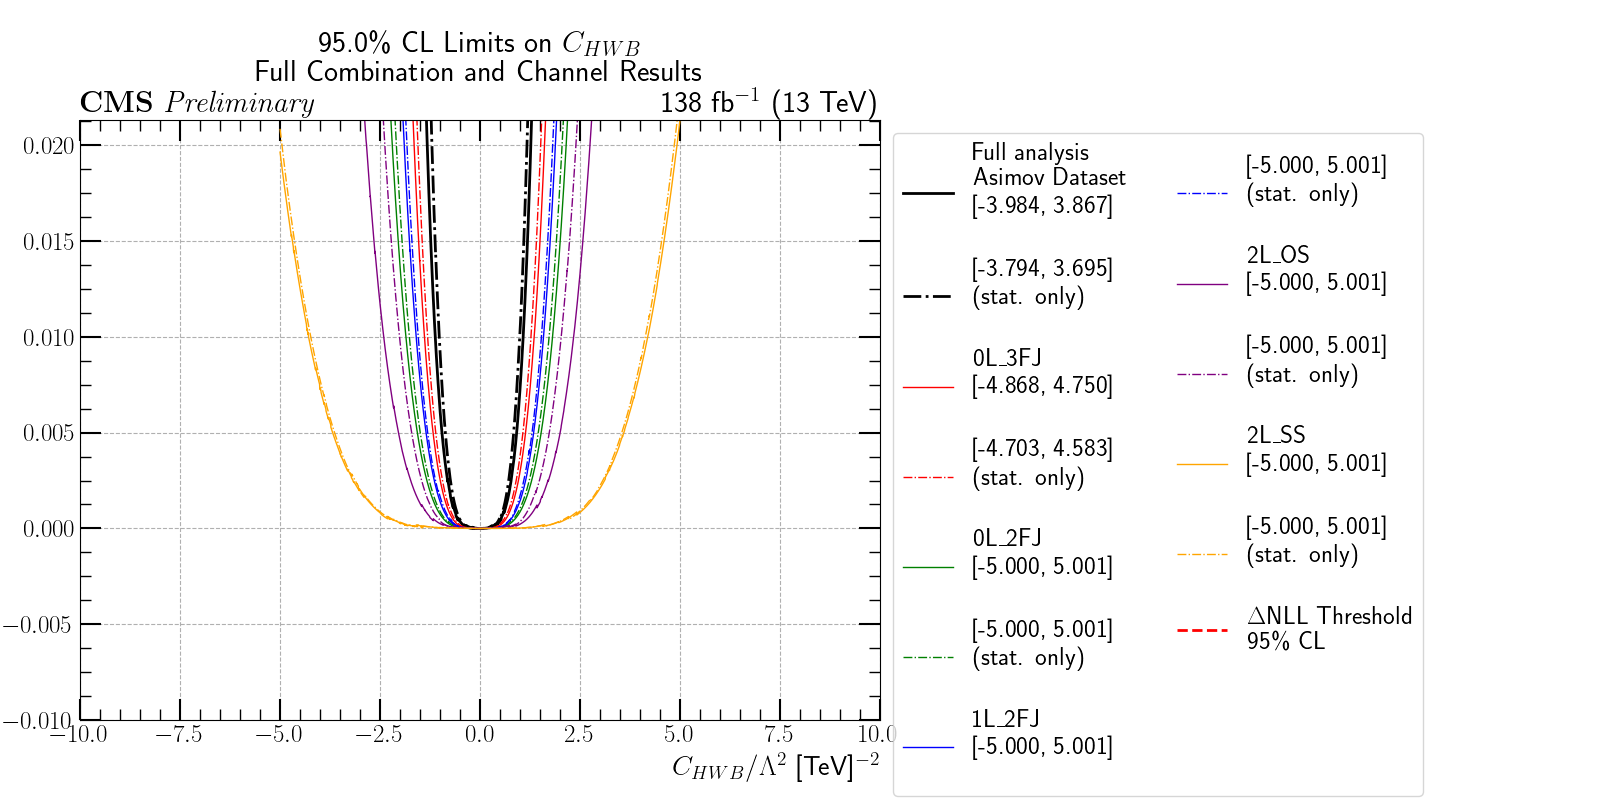 95.0% CL Limits on C_{HWB}
Full Combination and Channel Results
CMS Preliminary
138 fb^{-1} (13 TeV)
0.020
0.015
0.010
0.005
0.000
−0.005
−0.010
−10.0 −7.5 −5.0 −2.5 0.0 2.5 5.0 7.5 10.0
C_{HWB}/Λ^2 [TeV]^{-2}
Full analysis
Asimov Dataset
[-3.984, 3.867]
[-3.794, 3.695]
(stat. only)
0L_3FJ
[-4.868, 4.750]
[-4.703, 4.583]
(stat. only)
0L_2FJ
[-5.000, 5.001]
[-5.000, 5.001]
(stat. only)
1L_2FJ
[-5.000, 5.001]
[-5.000, 5.001]
(stat. only)
2L_OS
[-5.000, 5.001]
[-5.000, 5.001]
(stat. only)
2L_SS
[-5.000, 5.001]
[-5.000, 5.001]
(stat. only)
ΔNLL Threshold
95% CL